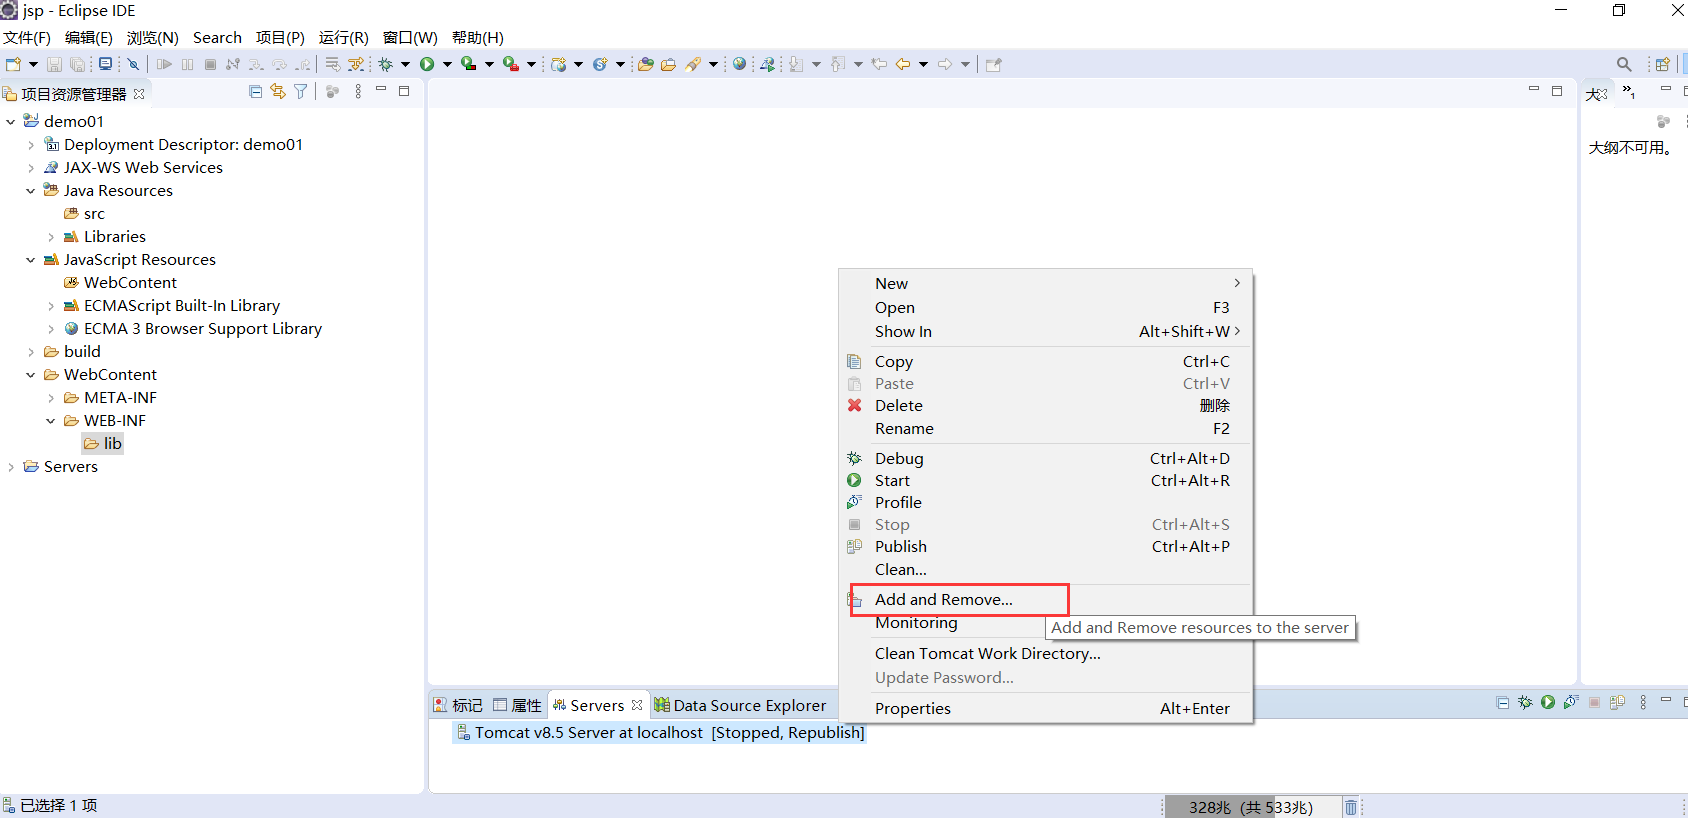 jsp - Eclipse IDE
文件(F) 编辑(E) 浏览(N) Search 项目(P) 运行(R) 窗口(W) 帮助(H)
项目资源管理器
demo01
Deployment Descriptor: demo01
JAX-WS Web Services
Java Resources
src
Libraries
JavaScript Resources
WebContent
ECMAScript Built-In Library
ECMA 3 Browser Support Library
build
WebContent
META-INF
WEB-INF
lib
Servers
大
»1
大纲不可用。
New
Open F3
Show In Alt+Shift+W
Copy Ctrl+C
Paste Ctrl+V
Delete 删除
Rename F2
Debug Ctrl+Alt+D
Start Ctrl+Alt+R
Profile
Stop Ctrl+Alt+S
Publish Ctrl+Alt+P
Clean...
Add and Remove...
Monitoring
Add and Remove resources to the server
Clean Tomcat Work Directory...
Update Password...
Properties Alt+Enter
标记 属性 Servers Data Source Explorer
Tomcat v8.5 Server at localhost [Stopped, Republish]
已选择 1 项
328兆 (共 533兆)